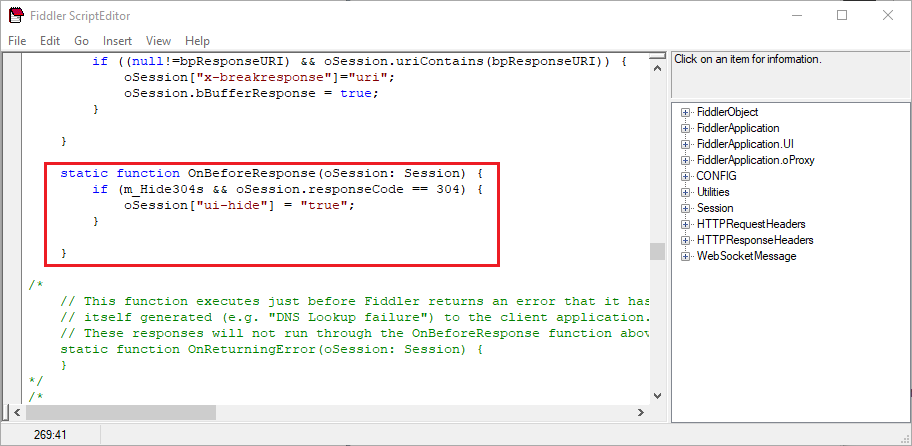 Fiddler ScriptEditor
File Edit Go Insert View Help
if ((null!=bpResponseURI) && oSession.uriContains(bpResponseURI)) {
oSession["x-breakresponse"]="uri";
oSession.bBufferResponse = true;
}
}
static function OnBeforeResponse(oSession: Session) {
if (m_Hide304s && oSession.responseCode == 304) {
oSession["ui-hide"] = "true";
}
}
/*
// This function executes just before Fiddler returns an error that it has
// itself generated (e.g. "DNS Lookup failure") to the client application.
// These responses will not run through the OnBeforeResponse function abov
static function OnReturningError(oSession: Session) {
}
*/
/*
Click on an item for information.
FiddlerObject
FiddlerApplication
FiddlerApplication.UI
FiddlerApplication.oProxy
CONFIG
Utilities
Session
HTTPRequestHeaders
HTTPResponseHeaders
WebSocketMessage
269:41